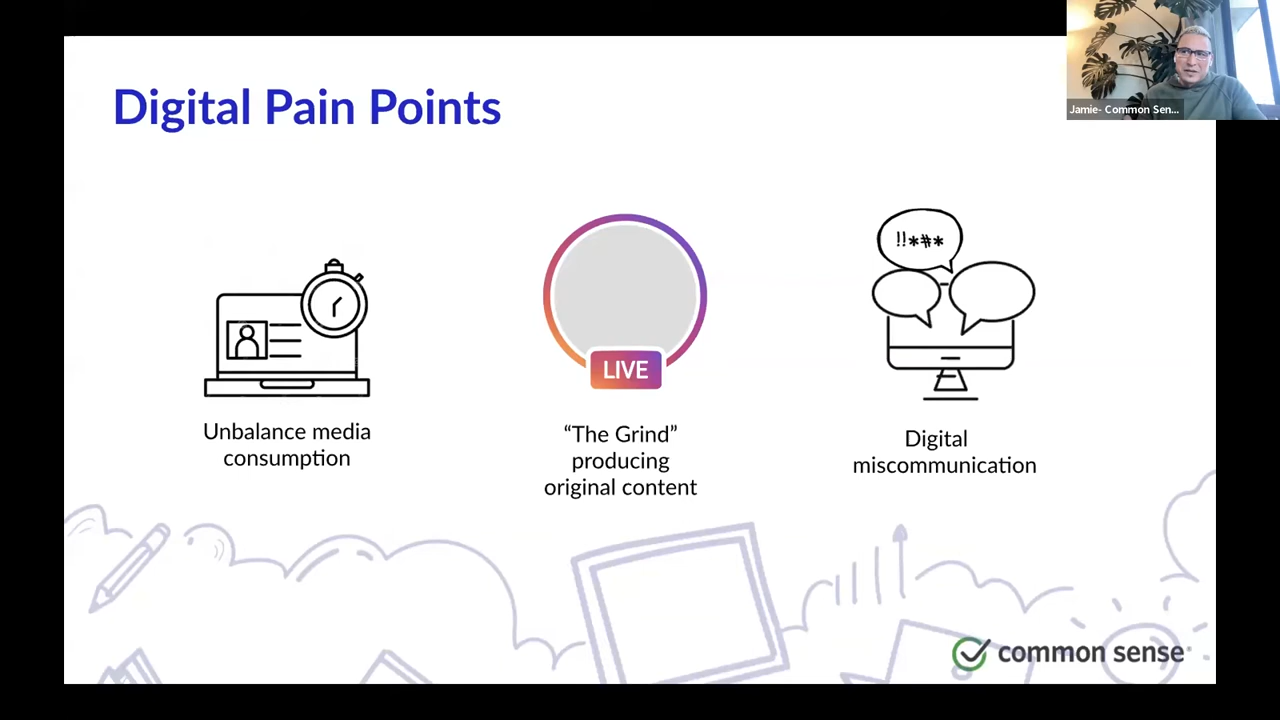 Jamie- Common Sen...
Digital Pain Points
!!*#*
LIVE
Unbalance media
consumption
“The Grind”
producing
original content
Digital
miscommunication
common sense